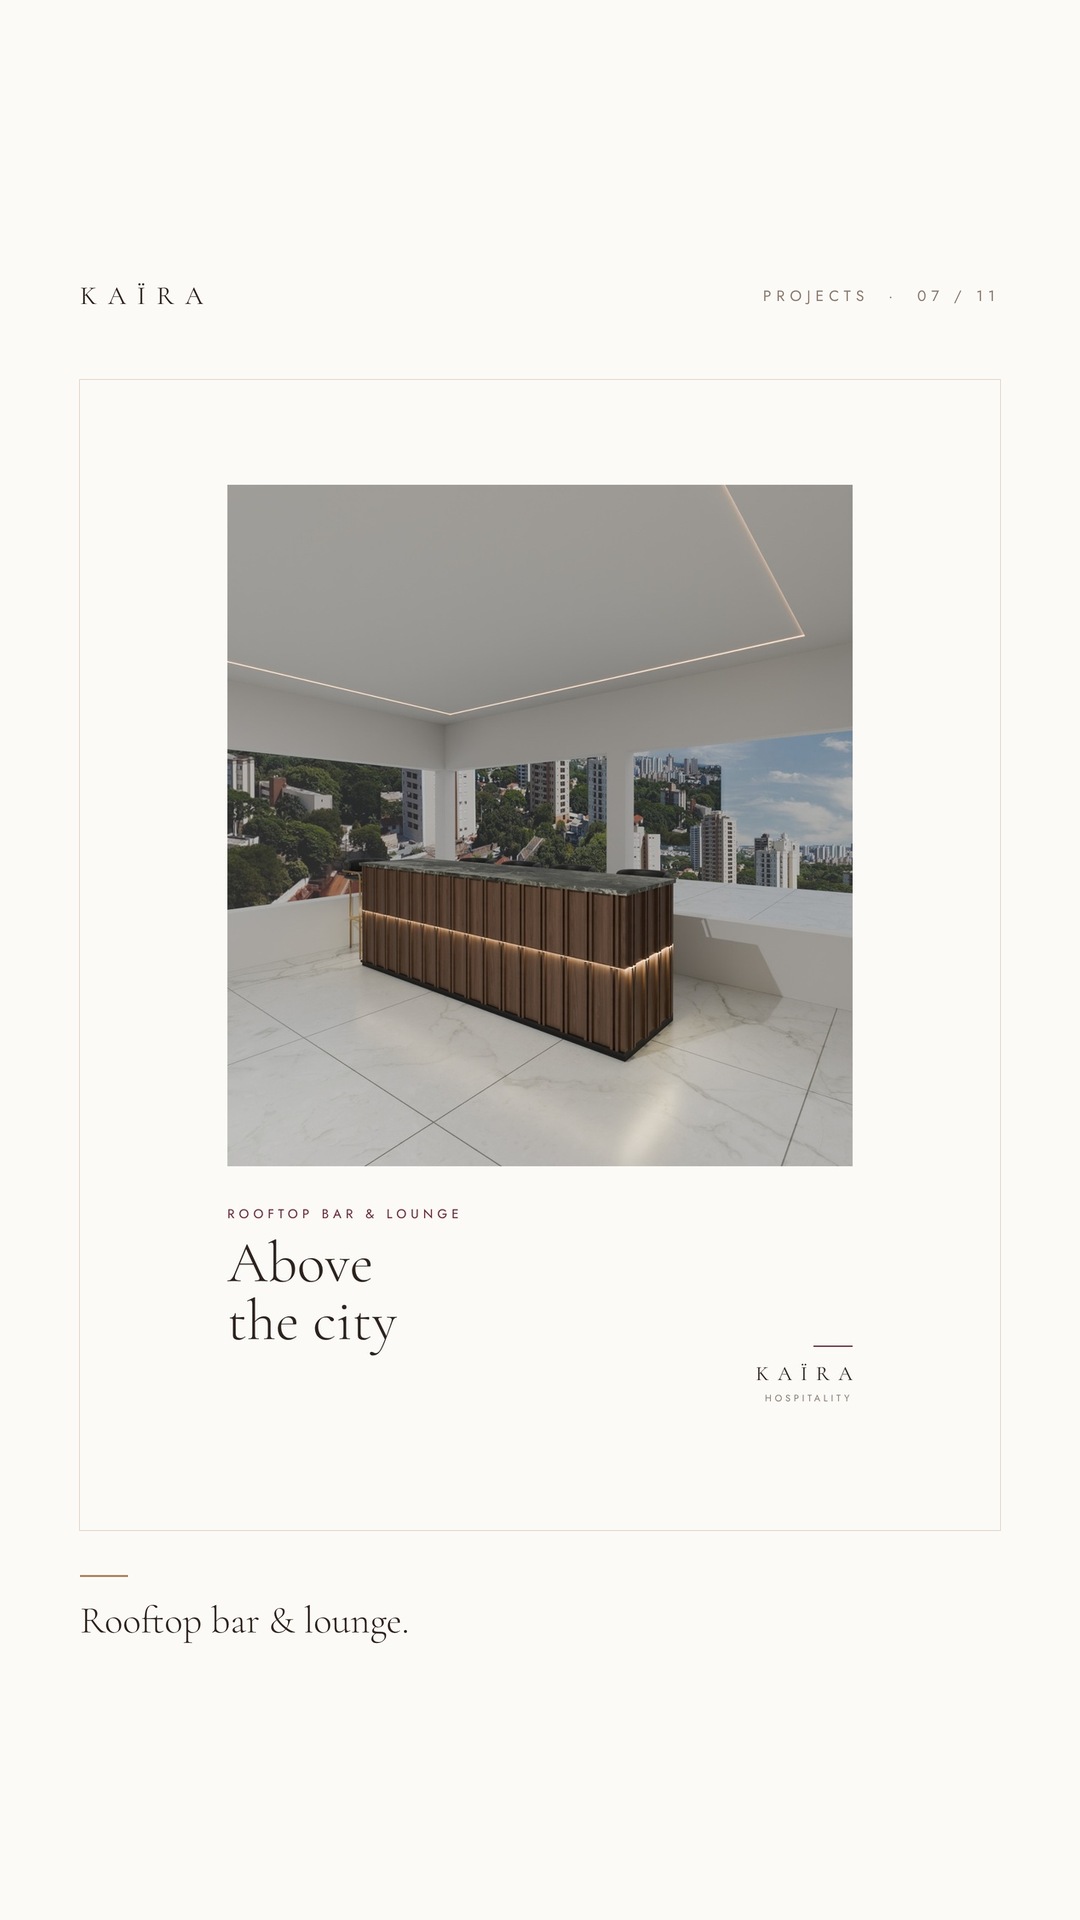 KAÏRA
PROJECTS · 07 / 11
ROOFTOP BAR & LOUNGE
Above
the city
KAÏRA
HOSPITALITY
Rooftop bar & lounge.